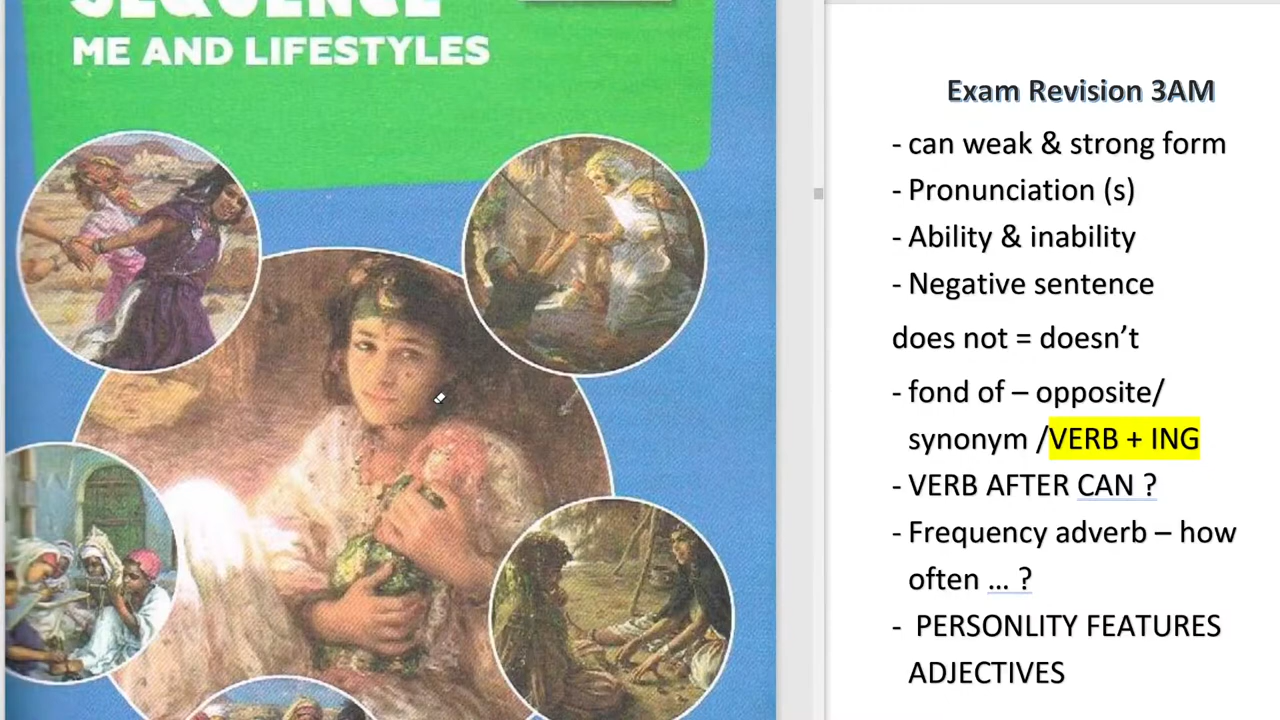 SEQUENCE
ME AND LIFESTYLES
Exam Revision 3AM
- can weak & strong form
- Pronunciation (s)
- Ability & inability
- Negative sentence
does not = doesn’t
- fond of – opposite/
synonym /VERB + ING
- VERB AFTER CAN ?
- Frequency adverb – how
often ... ?
- PERSONLITY FEATURES
ADJECTIVES